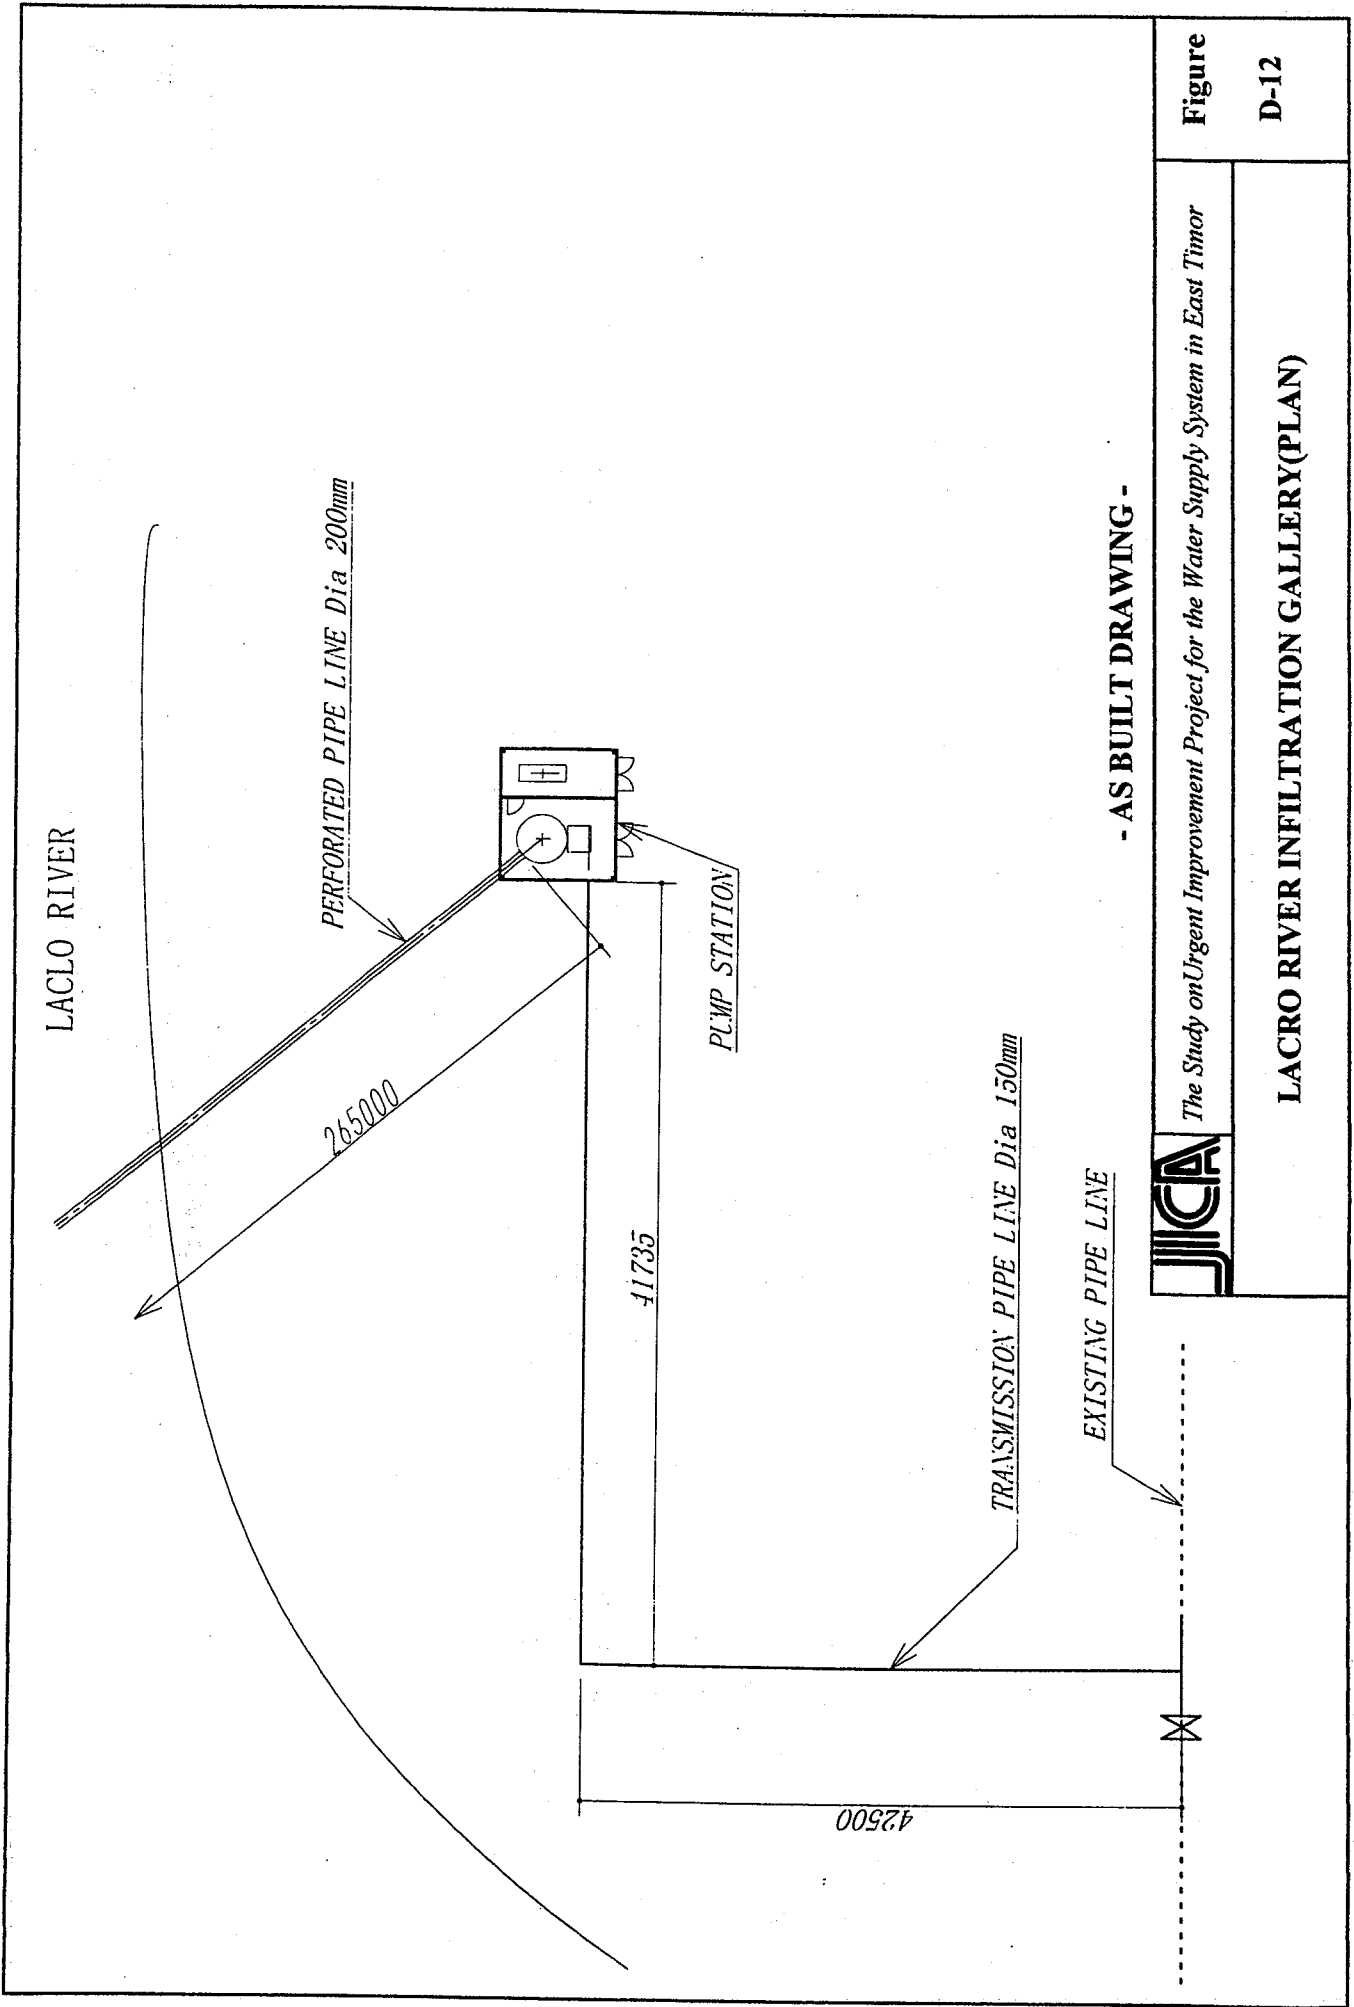 LACLO RIVER
PERFORATED PIPE LINE Dia 200mm
265000
PUMP STATION
41735
TRANSMISSION PIPE LINE Dia 150mm
EXISTING PIPE LINE
42500
- AS BUILT DRAWING -
JICA
The Study onUrgent Improvement Project for the Water Supply System in East Timor
Figure
LACRO RIVER INFILTRATION GALLERY(PLAN)
D-12